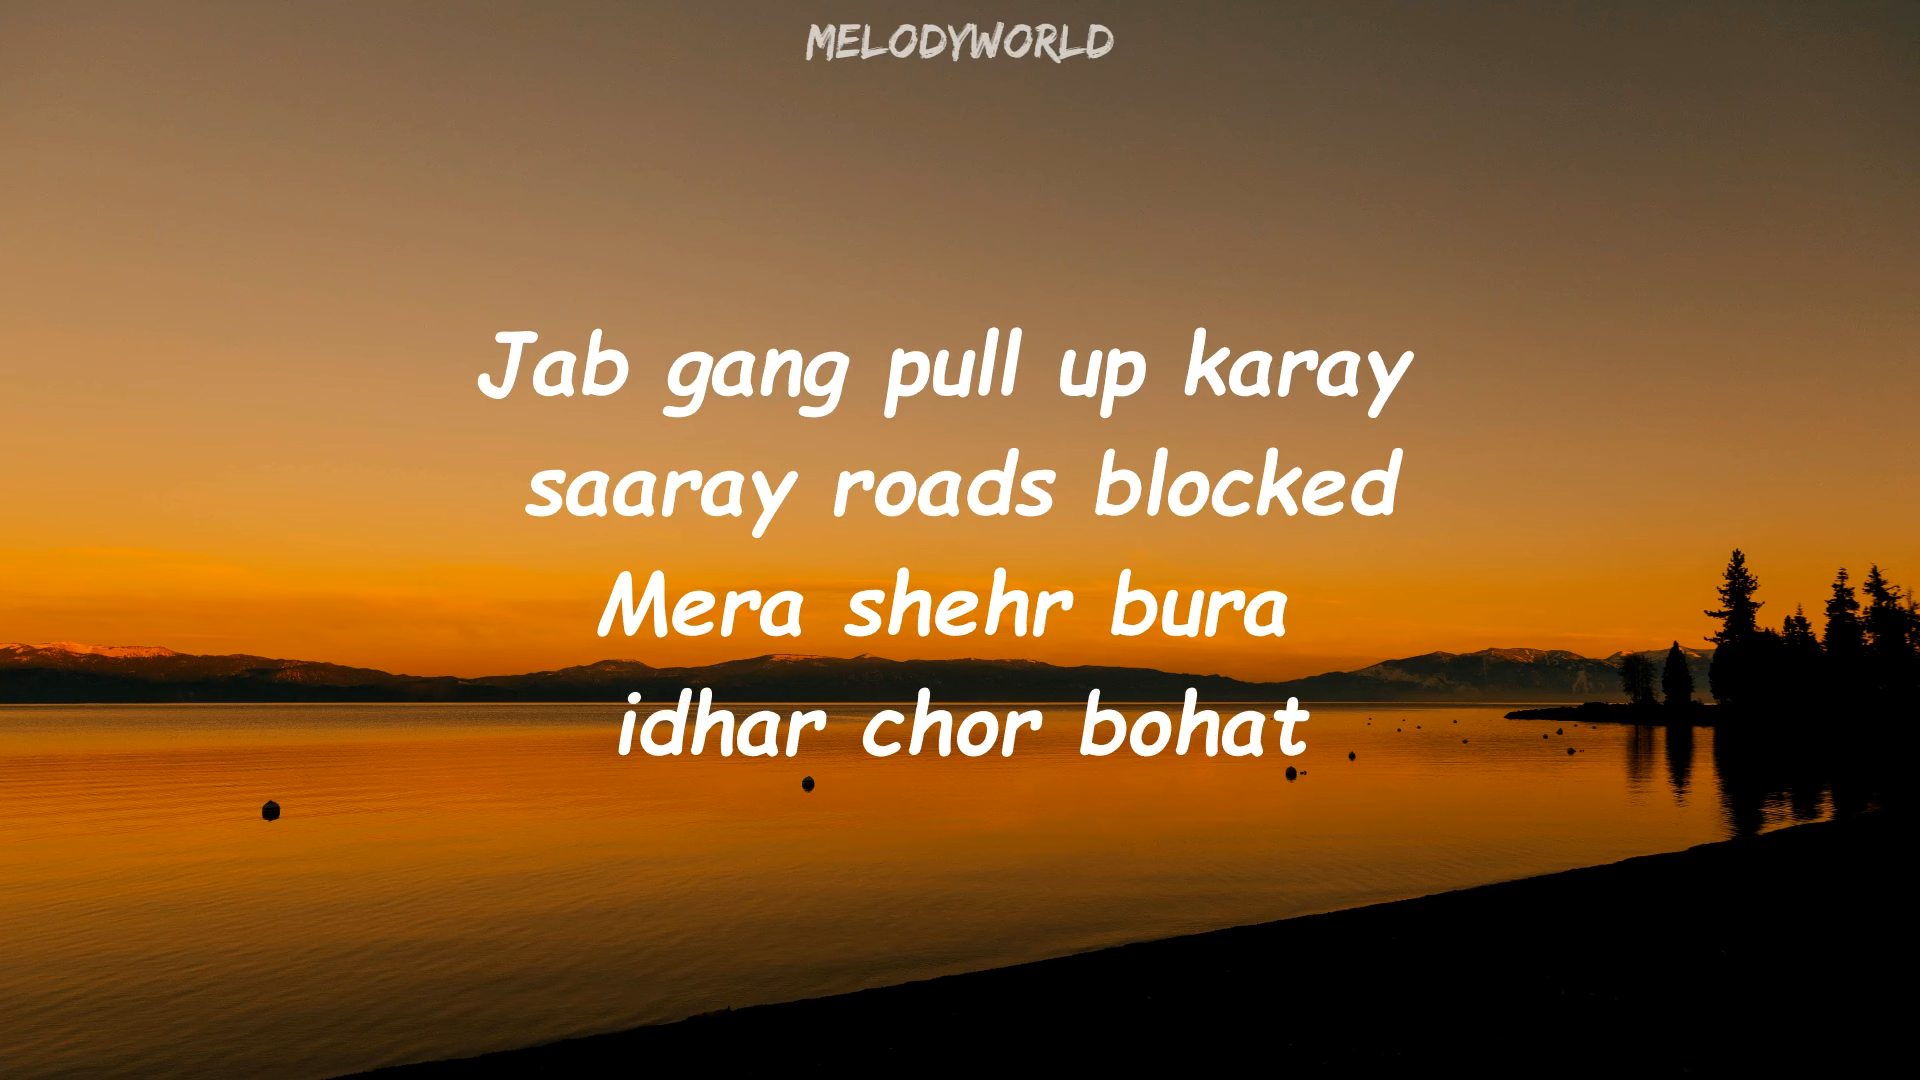 MELODYWORLD
Jab gang pull up karay
saaray roads blocked
Mera shehr bura
idhar chor bohat